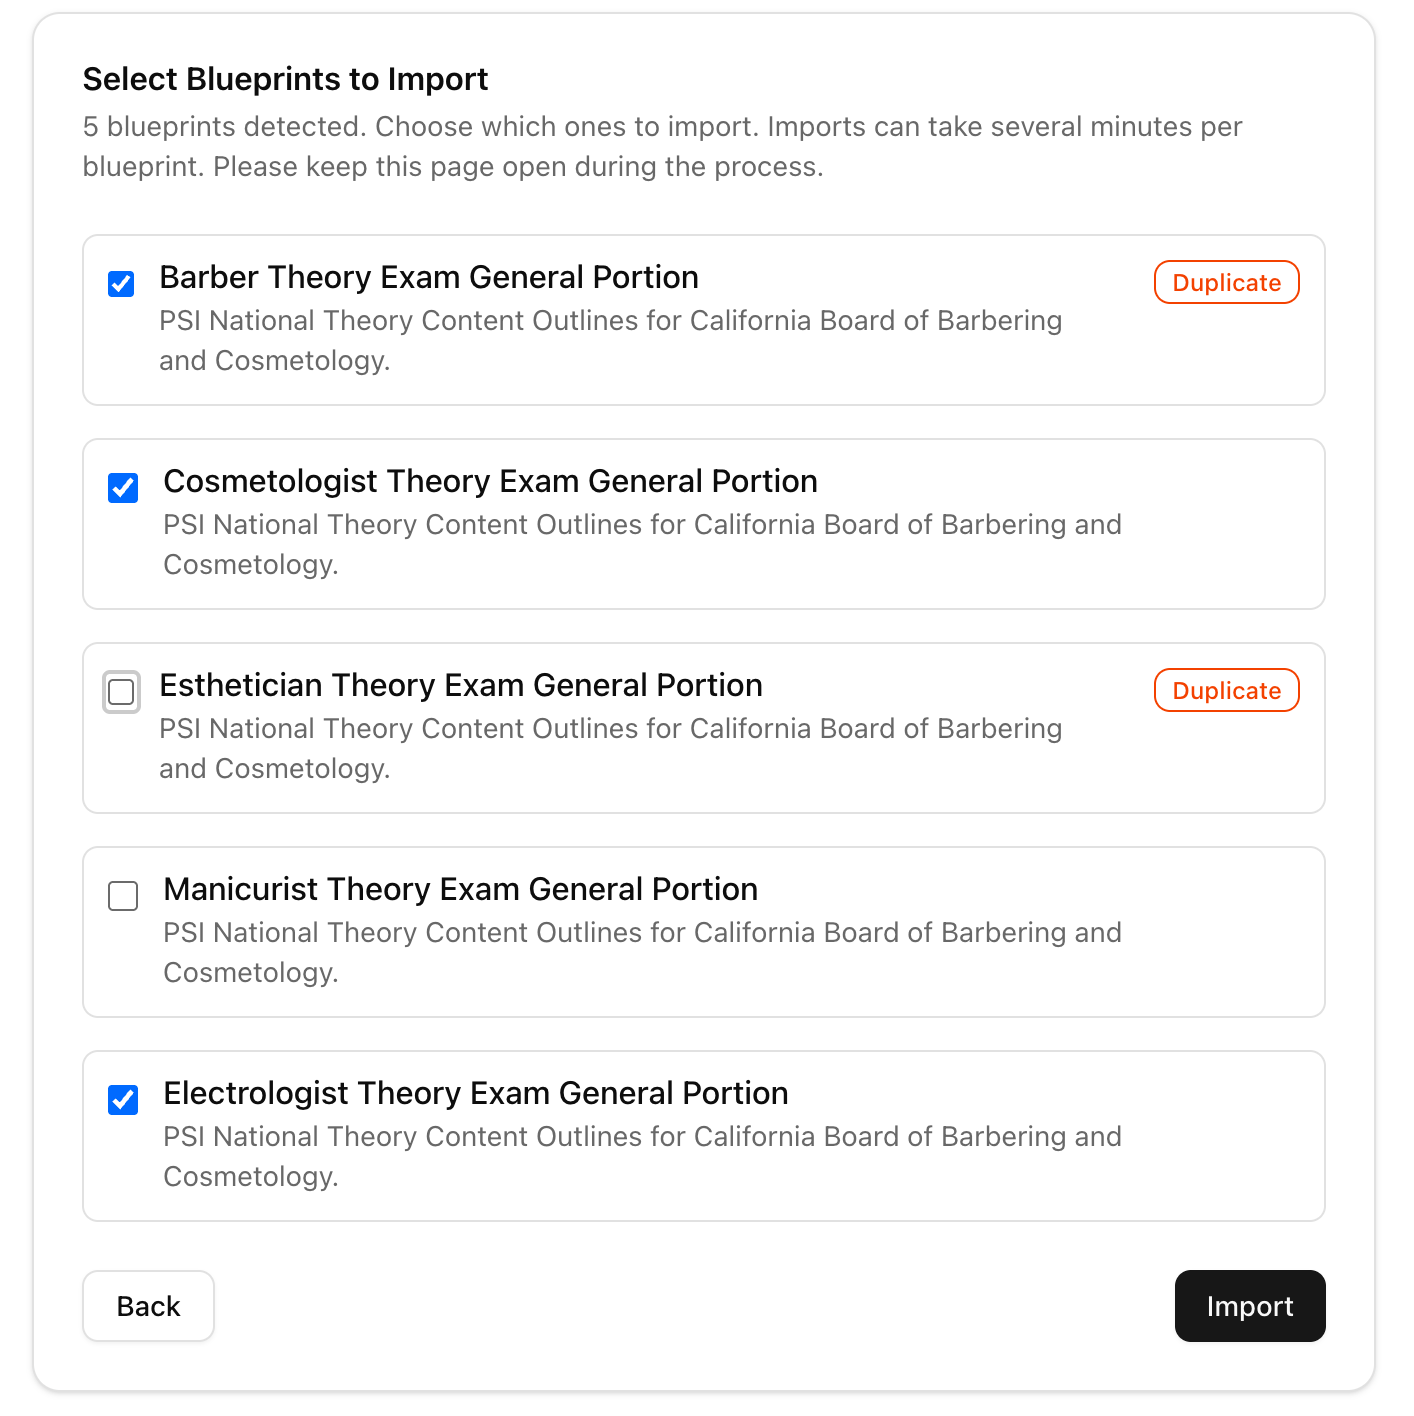 Select Blueprints to Import
5 blueprints detected. Choose which ones to import. Imports can take several minutes per
blueprint. Please keep this page open during the process.
Barber Theory Exam General Portion
Duplicate
PSI National Theory Content Outlines for California Board of Barbering
and Cosmetology.
Cosmetologist Theory Exam General Portion
PSI National Theory Content Outlines for California Board of Barbering and
Cosmetology.
Esthetician Theory Exam General Portion
Duplicate
PSI National Theory Content Outlines for California Board of Barbering
and Cosmetology.
Manicurist Theory Exam General Portion
PSI National Theory Content Outlines for California Board of Barbering and
Cosmetology.
Electrologist Theory Exam General Portion
PSI National Theory Content Outlines for California Board of Barbering and
Cosmetology.
Back
Import